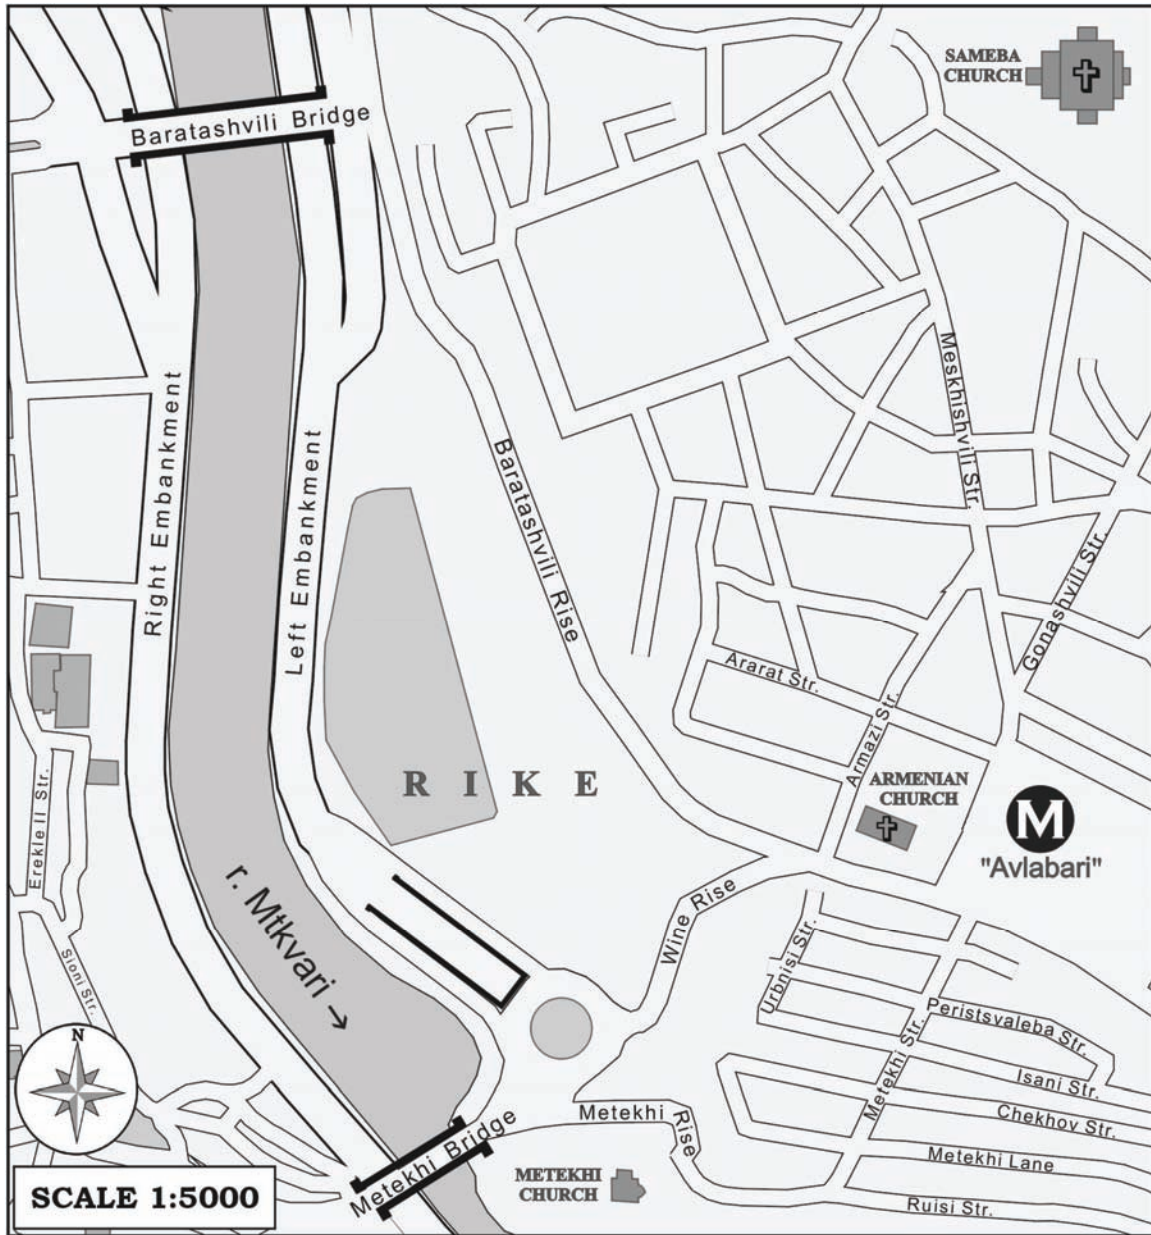 SAMEBA
CHURCH
Baratashvili Bridge
Meskhishvili Str.
Right Embankment
Left Embankment
Baratashvili Rise
Gonashvili Str.
Ararat Str.
Armazi Str.
R I K E
ARMENIAN
CHURCH
M
"Avlabari"
Erekle II Str.
r. Mtkvari →
Wine Rise
Urbnisi Str.
Sioni Str.
Peristsvaleba Str.
N
Metekhi Str.
Isani Str.
Chekhov Str.
Metekhi Rise
Metekhi Bridge
Metekhi Lane
METEKHI
CHURCH
SCALE 1:5000
Ruisi Str.